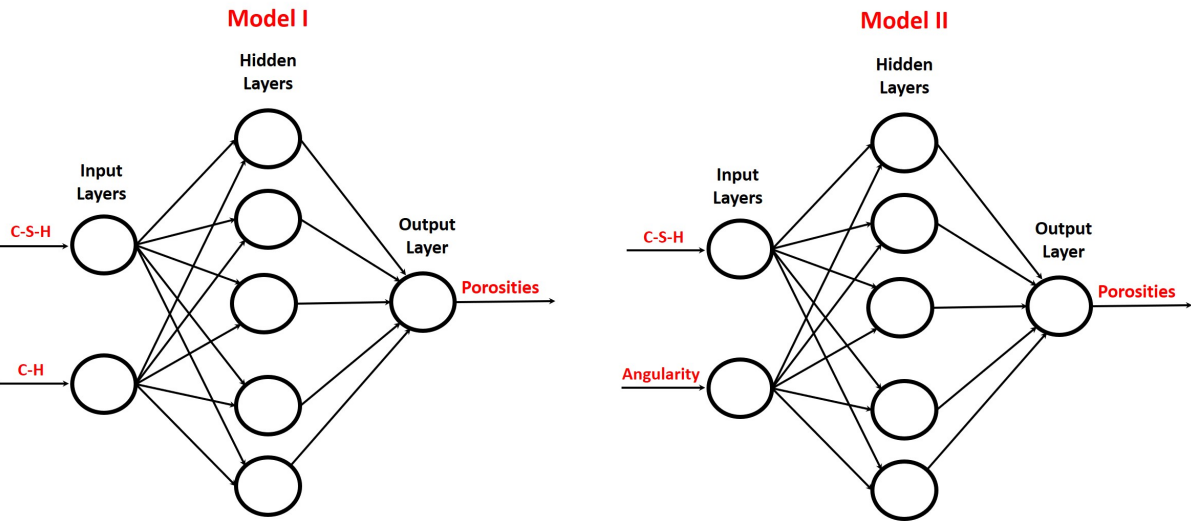 Model I
Hidden
Layers
Input
Layers
C-S-H
Output
Layer
Porosities
C-H
Model II
Hidden
Layers
Input
Layers
C-S-H
Output
Layer
Porosities
Angularity